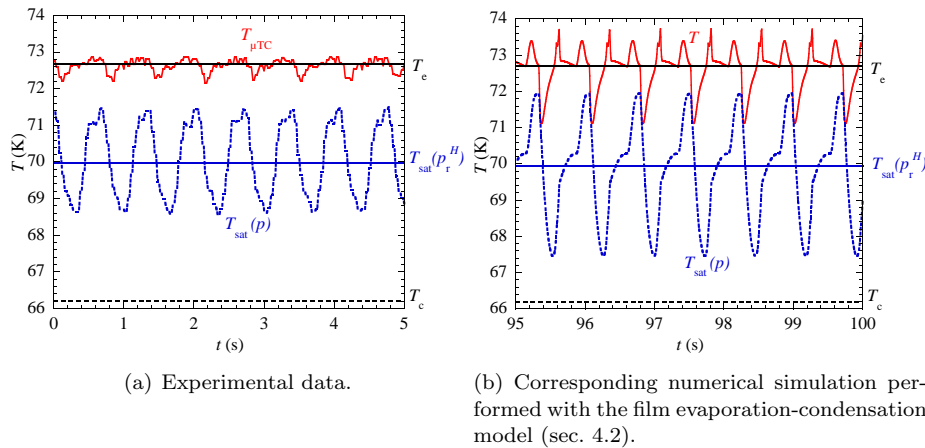 74
73
72
71
70
69
68
67
66
T (K)
0 1 2 3 4 5
t (s)
T_μTC
T_e
T_sat(p_r^H)
T_sat(p)
T_c
(a) Experimental data.
74
73
72
71
70
69
68
67
66
T (K)
95 96 97 98 99 100
t (s)
T
T_e
T_sat(p_r^H)
T_sat(p)
T_c
(b) Corresponding numerical simulation per-
formed with the film evaporation-condensation
model (sec. 4.2).